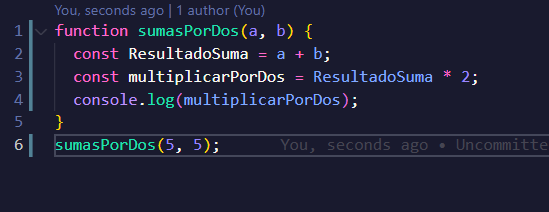 You, seconds ago | 1 author (You)
1 function sumasPorDos(a, b) {
2 const ResultadoSuma = a + b;
3 const multiplicarPorDos = ResultadoSuma * 2;
4 console.log(multiplicarPorDos);
5 }
6 sumasPorDos(5, 5); You, seconds ago • Uncommitte